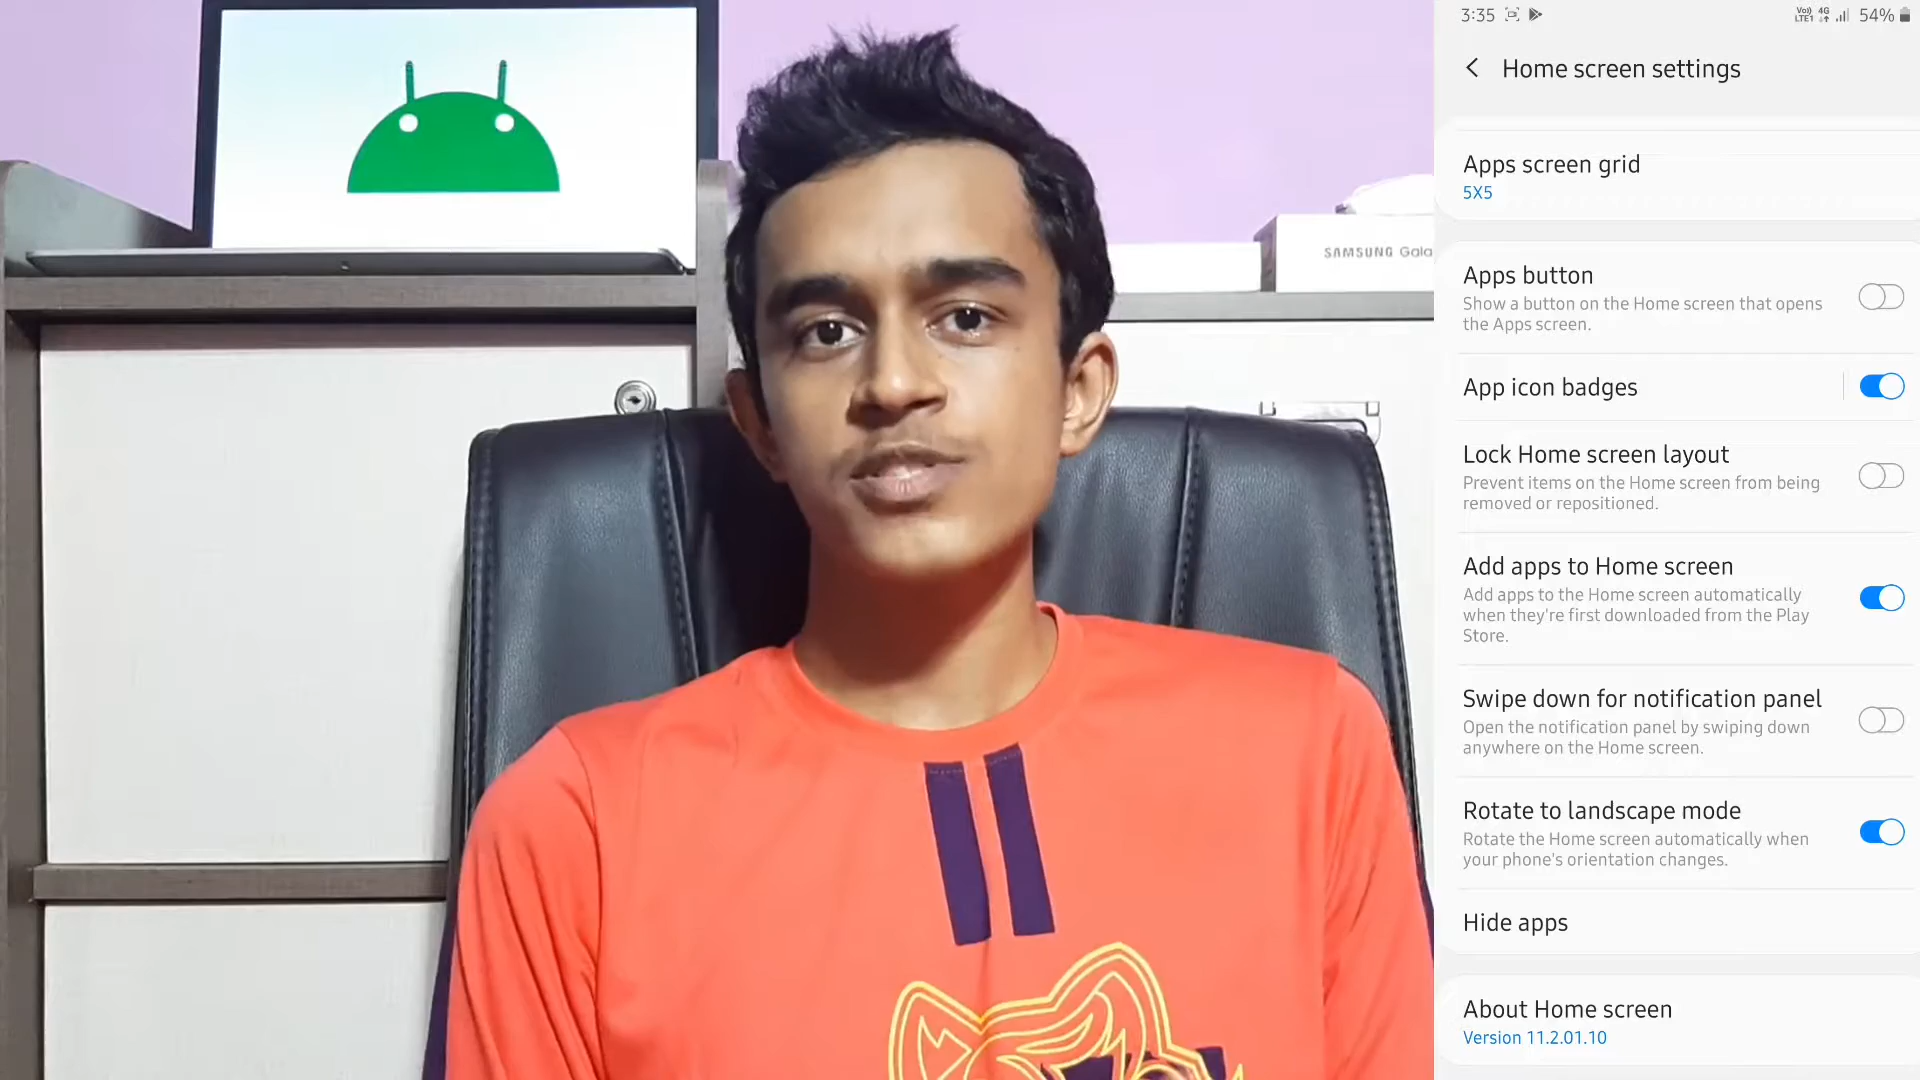 3:35
Vo)) 4G
LTE1
54%
Home screen settings
Apps screen grid
5X5
SAMSUNG Gala
Apps button
Show a button on the Home screen that opens
the Apps screen.
App icon badges
Lock Home screen layout
Prevent items on the Home screen from being
removed or repositioned.
Add apps to Home screen
Add apps to the Home screen automatically
when they're first downloaded from the Play
Store.
Swipe down for notification panel
Open the notification panel by swiping down
anywhere on the Home screen.
Rotate to landscape mode
Rotate the Home screen automatically when
your phone's orientation changes.
Hide apps
About Home screen
Version 11.2.01.10